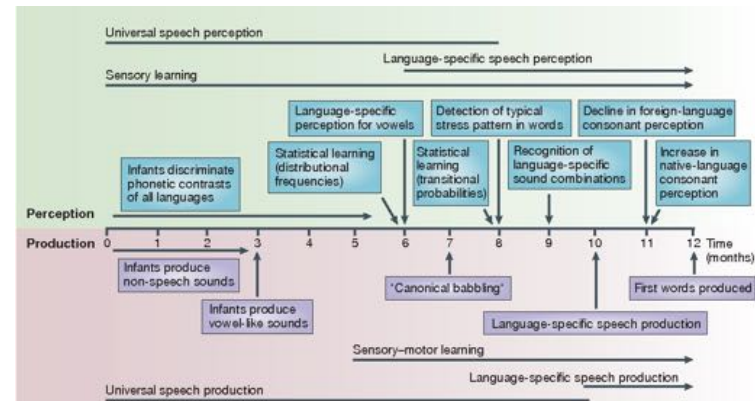 Universal speech perception
Language-specific speech perception
Sensory learning
Language-specific
perception for vowels
Detection of typical
stress pattern in words
Decline in foreign-language
consonant perception
Infants discriminate
phonetic contrasts
of all languages
Statistical learning
(distributional
frequencies)
Statistical
learning
(transitional
probabilities)
Recognition of
language-specific
sound combinations
Increase in
native-language
consonant
perception
Perception
Production
0 1 2 3 4 5 6 7 8 9 10 11 12 Time
(months)
Infants produce
non-speech sounds
Infants produce
vowel-like sounds
'Canonical babbling'
Language-specific speech production
First words produced
Sensory–motor learning
Language-specific speech production
Universal speech production